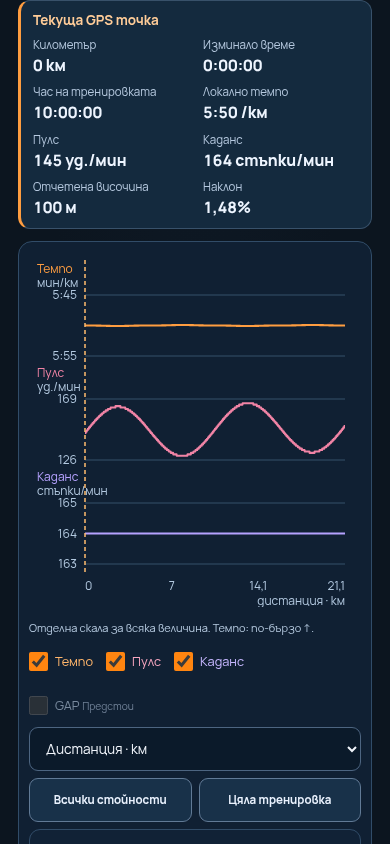 Текуща GPS точка
Километър Изминало време
0 км 0:00:00
Час на тренировката Локално темпо
10:00:00 5:50 /км
Пулс Каданс
145 уд./мин 164 стъпки/мин
Отчетена височина Наклон
100 м 1,48%
Темпо
мин/км
5:45
5:55
Пулс
уд./мин
169
126
Каданс
стъпки/мин
165
164
163
0 7 14,1 21,1
дистанция · км
Отделна скала за всяка величина. Темпо: по-бързо ↑.
Темпо Пулс Каданс
GAP Предстои
Дистанция · км
Всички стойности Цяла тренировка